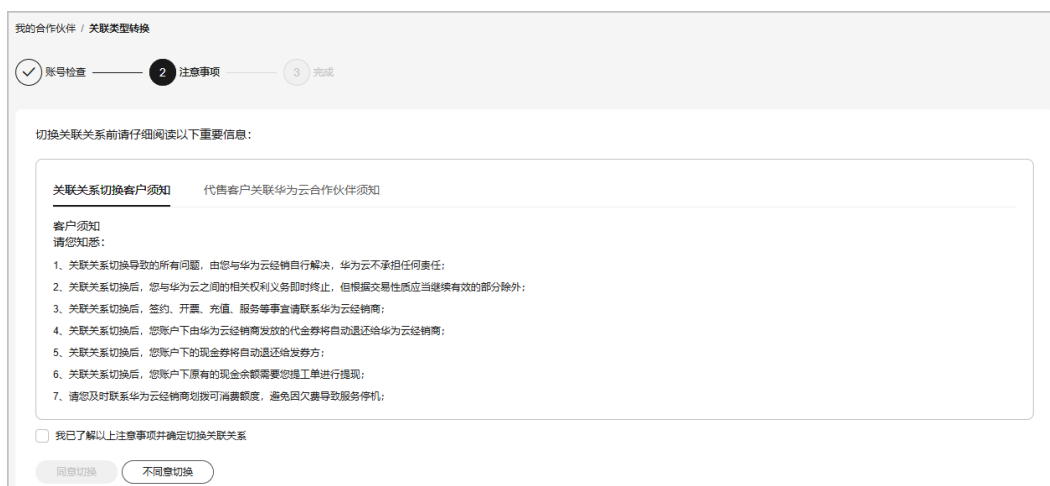 我的合作伙伴 / 关联类型转换
账号检查 2 注意事项 3 完成
切换关联关系前请仔细阅读以下重要信息：
关联关系切换客户须知 代售客户关联华为云合作伙伴须知
客户须知
请您知悉：
1、关联关系切换导致的所有问题，由您与华为云经销自行解决，华为云不承担任何责任；
2、关联关系切换后，您与华为云之间的相关权利义务即时终止，但根据交易性质应当继续有效的部分除外；
3、关联关系切换后，签约、开票、充值、服务等事宜请联系华为云经销商；
4、关联关系切换后，您账户下由华为云经销商发放的代金券将自动退还给华为云经销商；
5、关联关系切换后，您账户下的现金券将自动退还给发券方；
6、关联关系切换后，您账户下原有的现金余额需要您提工单进行提现；
7、请您及时联系华为云经销商划拨可消费额度，避免因欠费导致服务停机；
我已了解以上注意事项并确定切换关联关系
同意切换 不同意切换